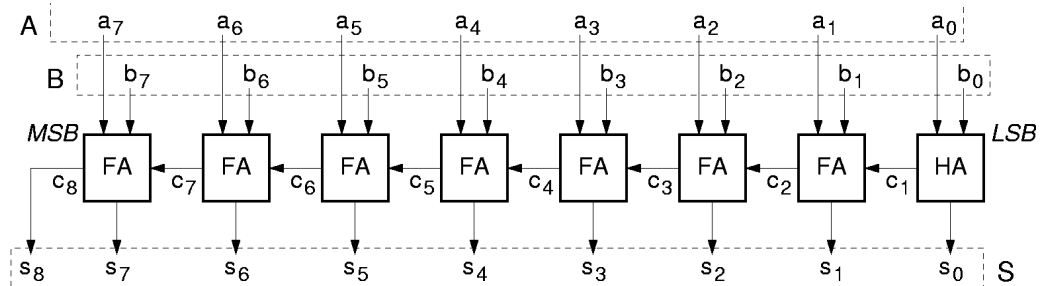 A a₇ a₆ a₅ a₄ a₃ a₂ a₁ a₀
B b₇ b₆ b₅ b₄ b₃ b₂ b₁ b₀
MSB LSB
FA FA FA FA FA FA FA HA
c₈ c₇ c₆ c₅ c₄ c₃ c₂ c₁
s₈ s₇ s₆ s₅ s₄ s₃ s₂ s₁ s₀ S